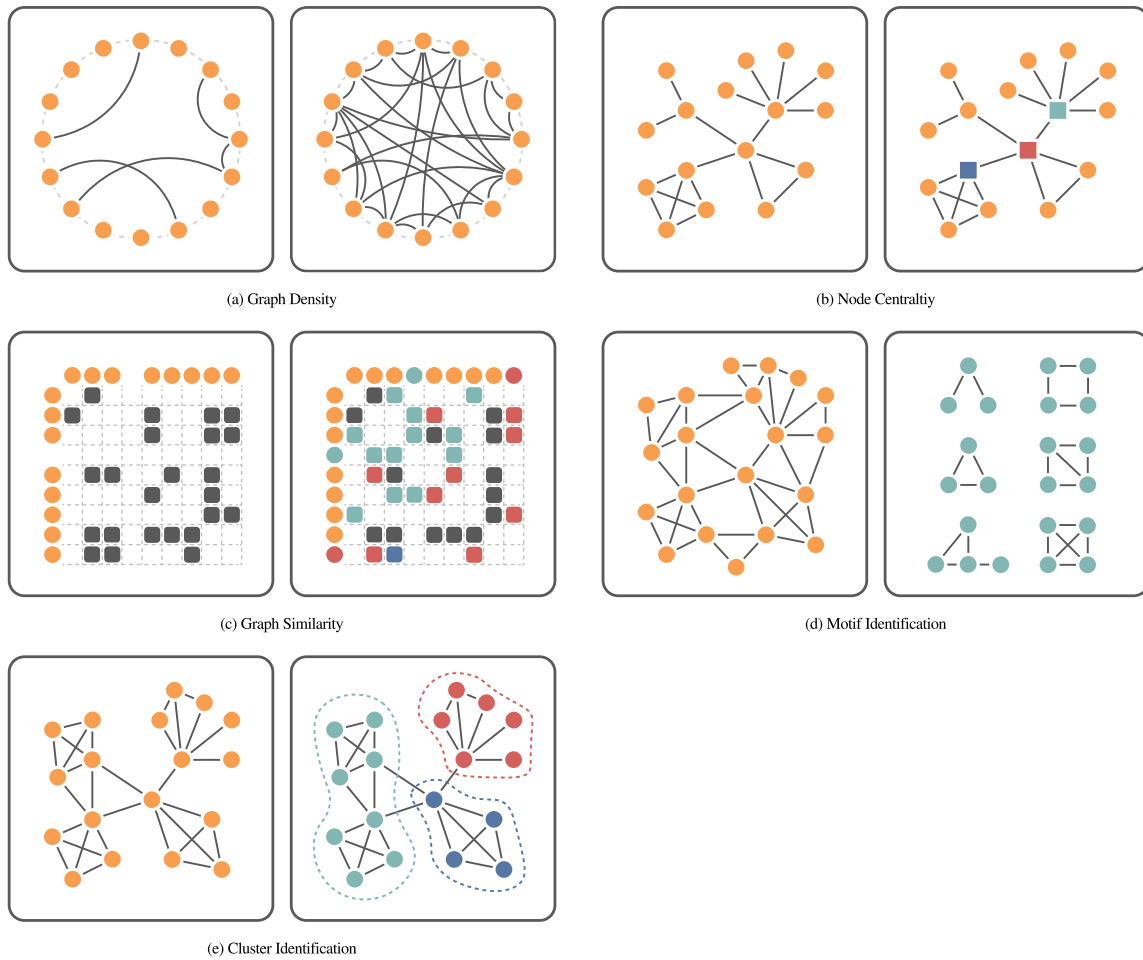 (a) Graph Density
(b) Node Centraltiy
(c) Graph Similarity
(d) Motif Identification
(e) Cluster Identification